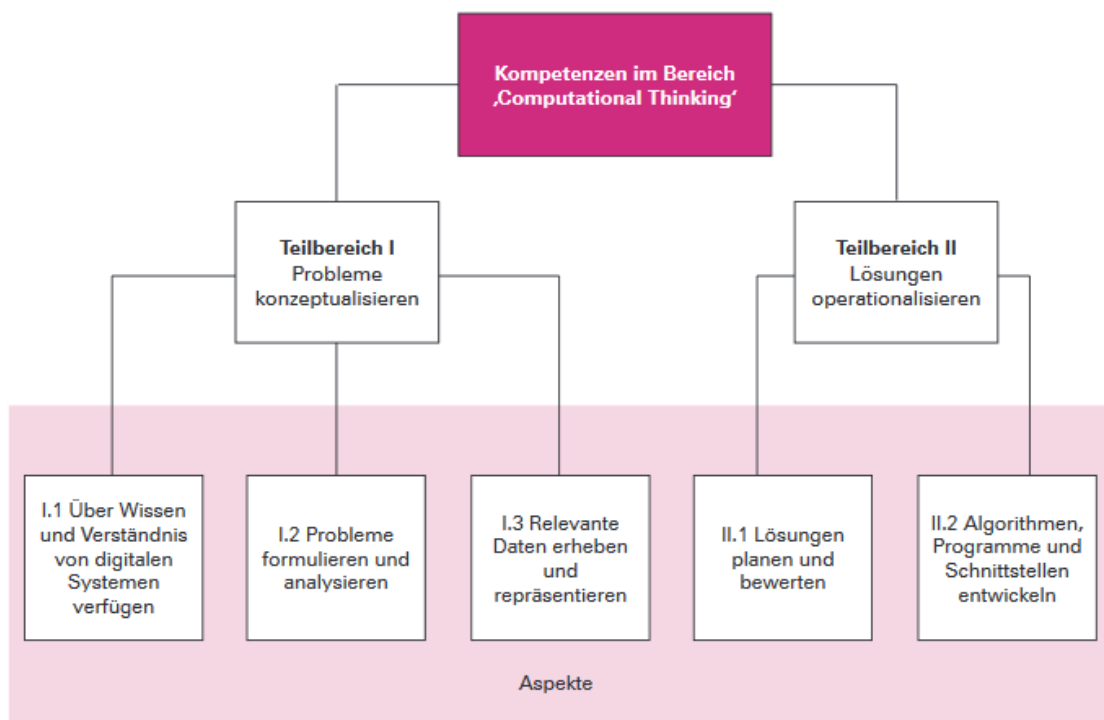 Kompetenzen im Bereich
‚Computational Thinking‘
Teilbereich I
Probleme
konzeptualisieren
Teilbereich II
Lösungen
operationalisieren
I.1 Über Wissen
und Verständnis
von digitalen
Systemen
verfügen
I.2 Probleme
formulieren und
analysieren
I.3 Relevante
Daten erheben
und
repräsentieren
II.1 Lösungen
planen und
bewerten
II.2 Algorithmen,
Programme und
Schnittstellen
entwickeln
Aspekte